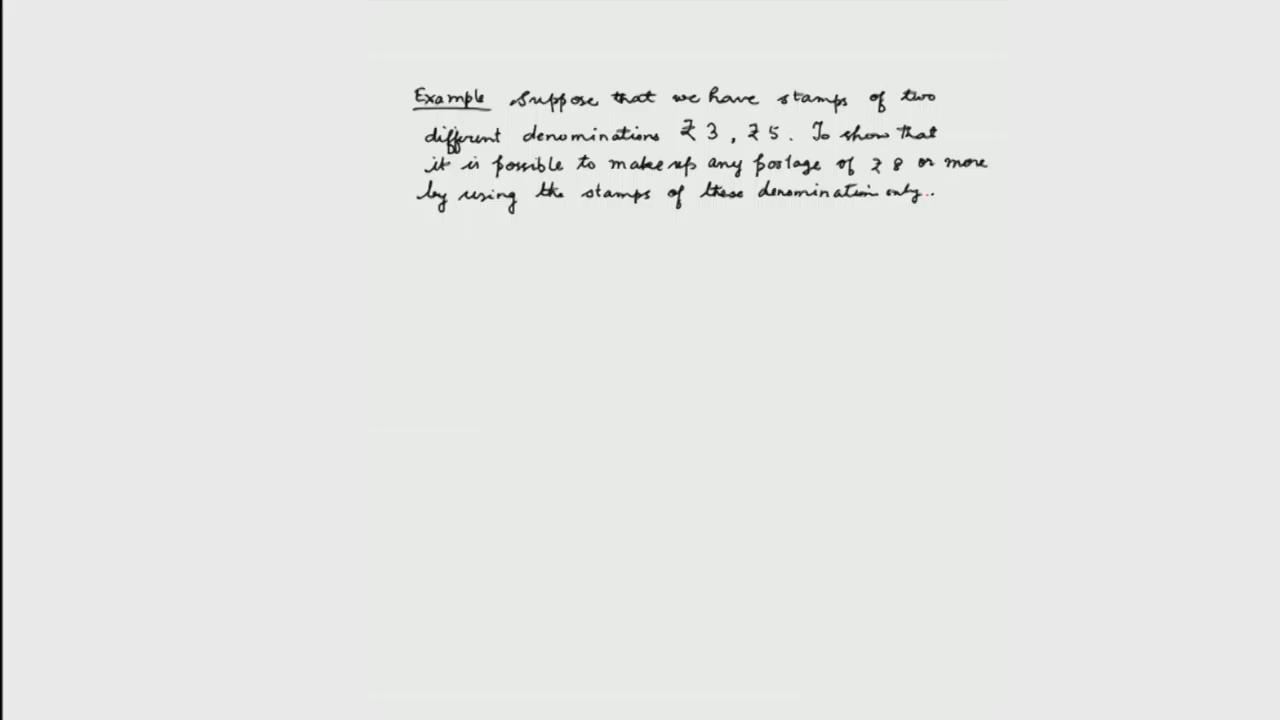 Example Suppose that we have stamps of two
different denominations ₹ 3 , ₹ 5 . To show that
it is possible to make up any postage of ₹ 8 or more
by using the stamps of these denomination only..